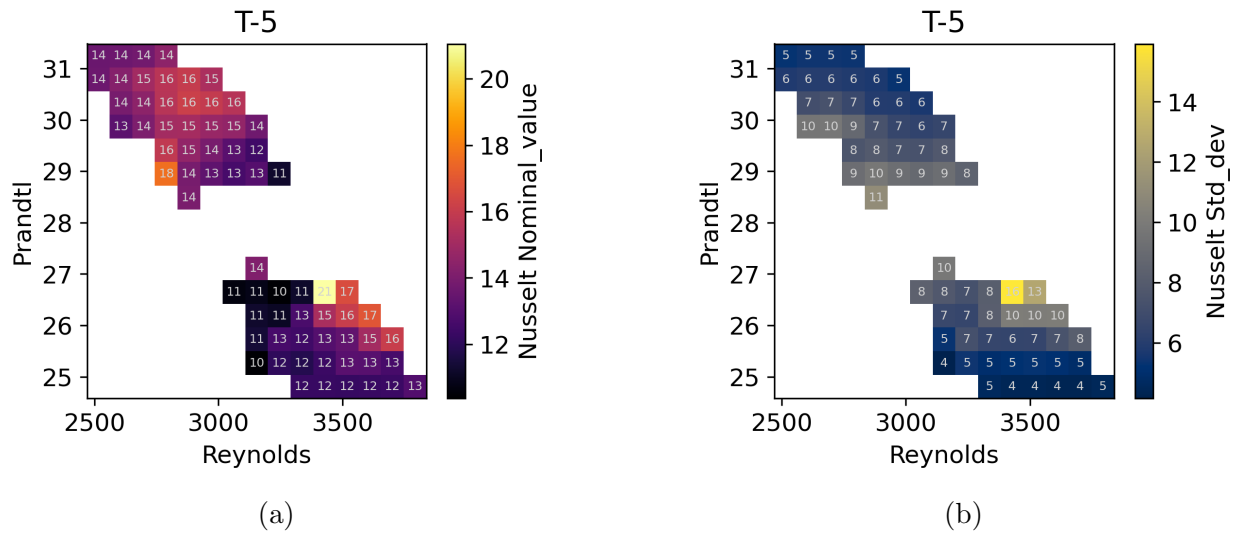 T-5
Prandtl
31
30
29
28
27
26
25
14 14 14 14
14 14 15 16 16 15
14 14 16 16 16 16
13 14 15 15 15 15 14
16 15 14 13 12
18 14 13 13 13 11
14
14
11 11 10 11 21 17
11 11 13 15 16 17
11 13 12 13 13 15 16
10 12 12 12 13 13 13
12 12 12 12 12 13
2500 3000 3500
Reynolds
20
18
16
14
12
Nusselt Nominal_value
(a)
T-5
Prandtl
31
30
29
28
27
26
25
5 5 5 5
6 6 6 6 6 5
7 7 7 6 6 6
10 10 9 7 7 6 7
8 8 7 7 8
9 10 9 9 9 8
11
10
8 8 7 8 16 13
7 7 8 10 10 10
5 7 7 6 7 7 8
4 5 5 5 5 5 5
5 4 4 4 4 5
2500 3000 3500
Reynolds
14
12
10
8
6
Nusselt Std_dev
(b)